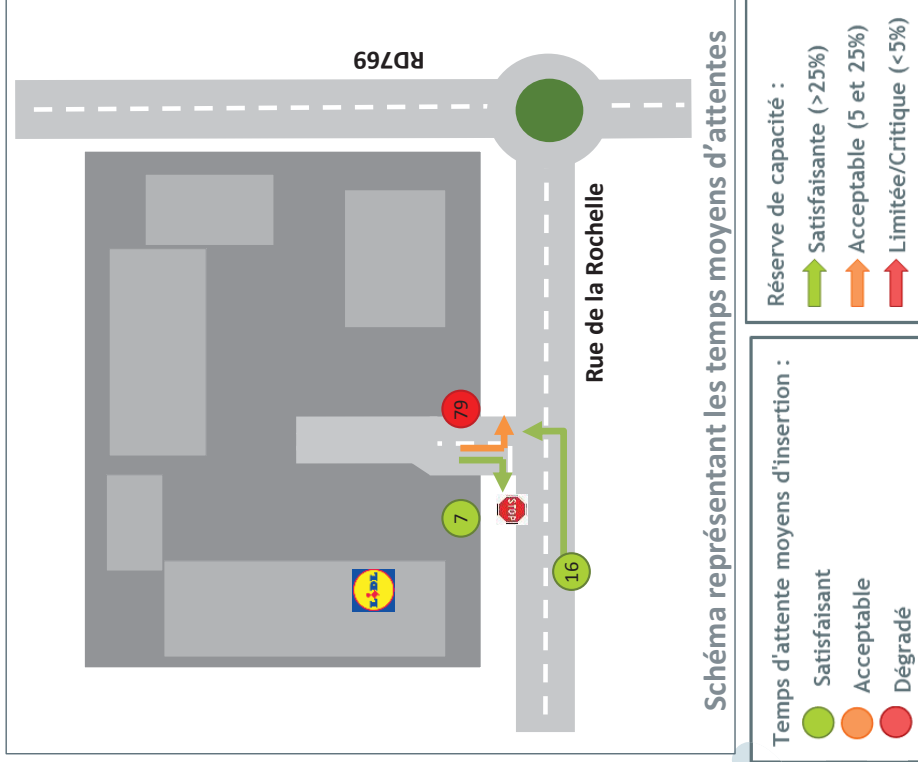 RD769
79
7
STOP
LIDL
16
Rue de la Rochelle
Schéma représentant les temps moyens d'attentes
Temps d'attente moyens d'insertion :
Satisfaisant
Acceptable
Dégradé
Réserve de capacité :
Satisfaisante (>25%)
Acceptable (5 et 25%)
Limitée/Critique (<5%)